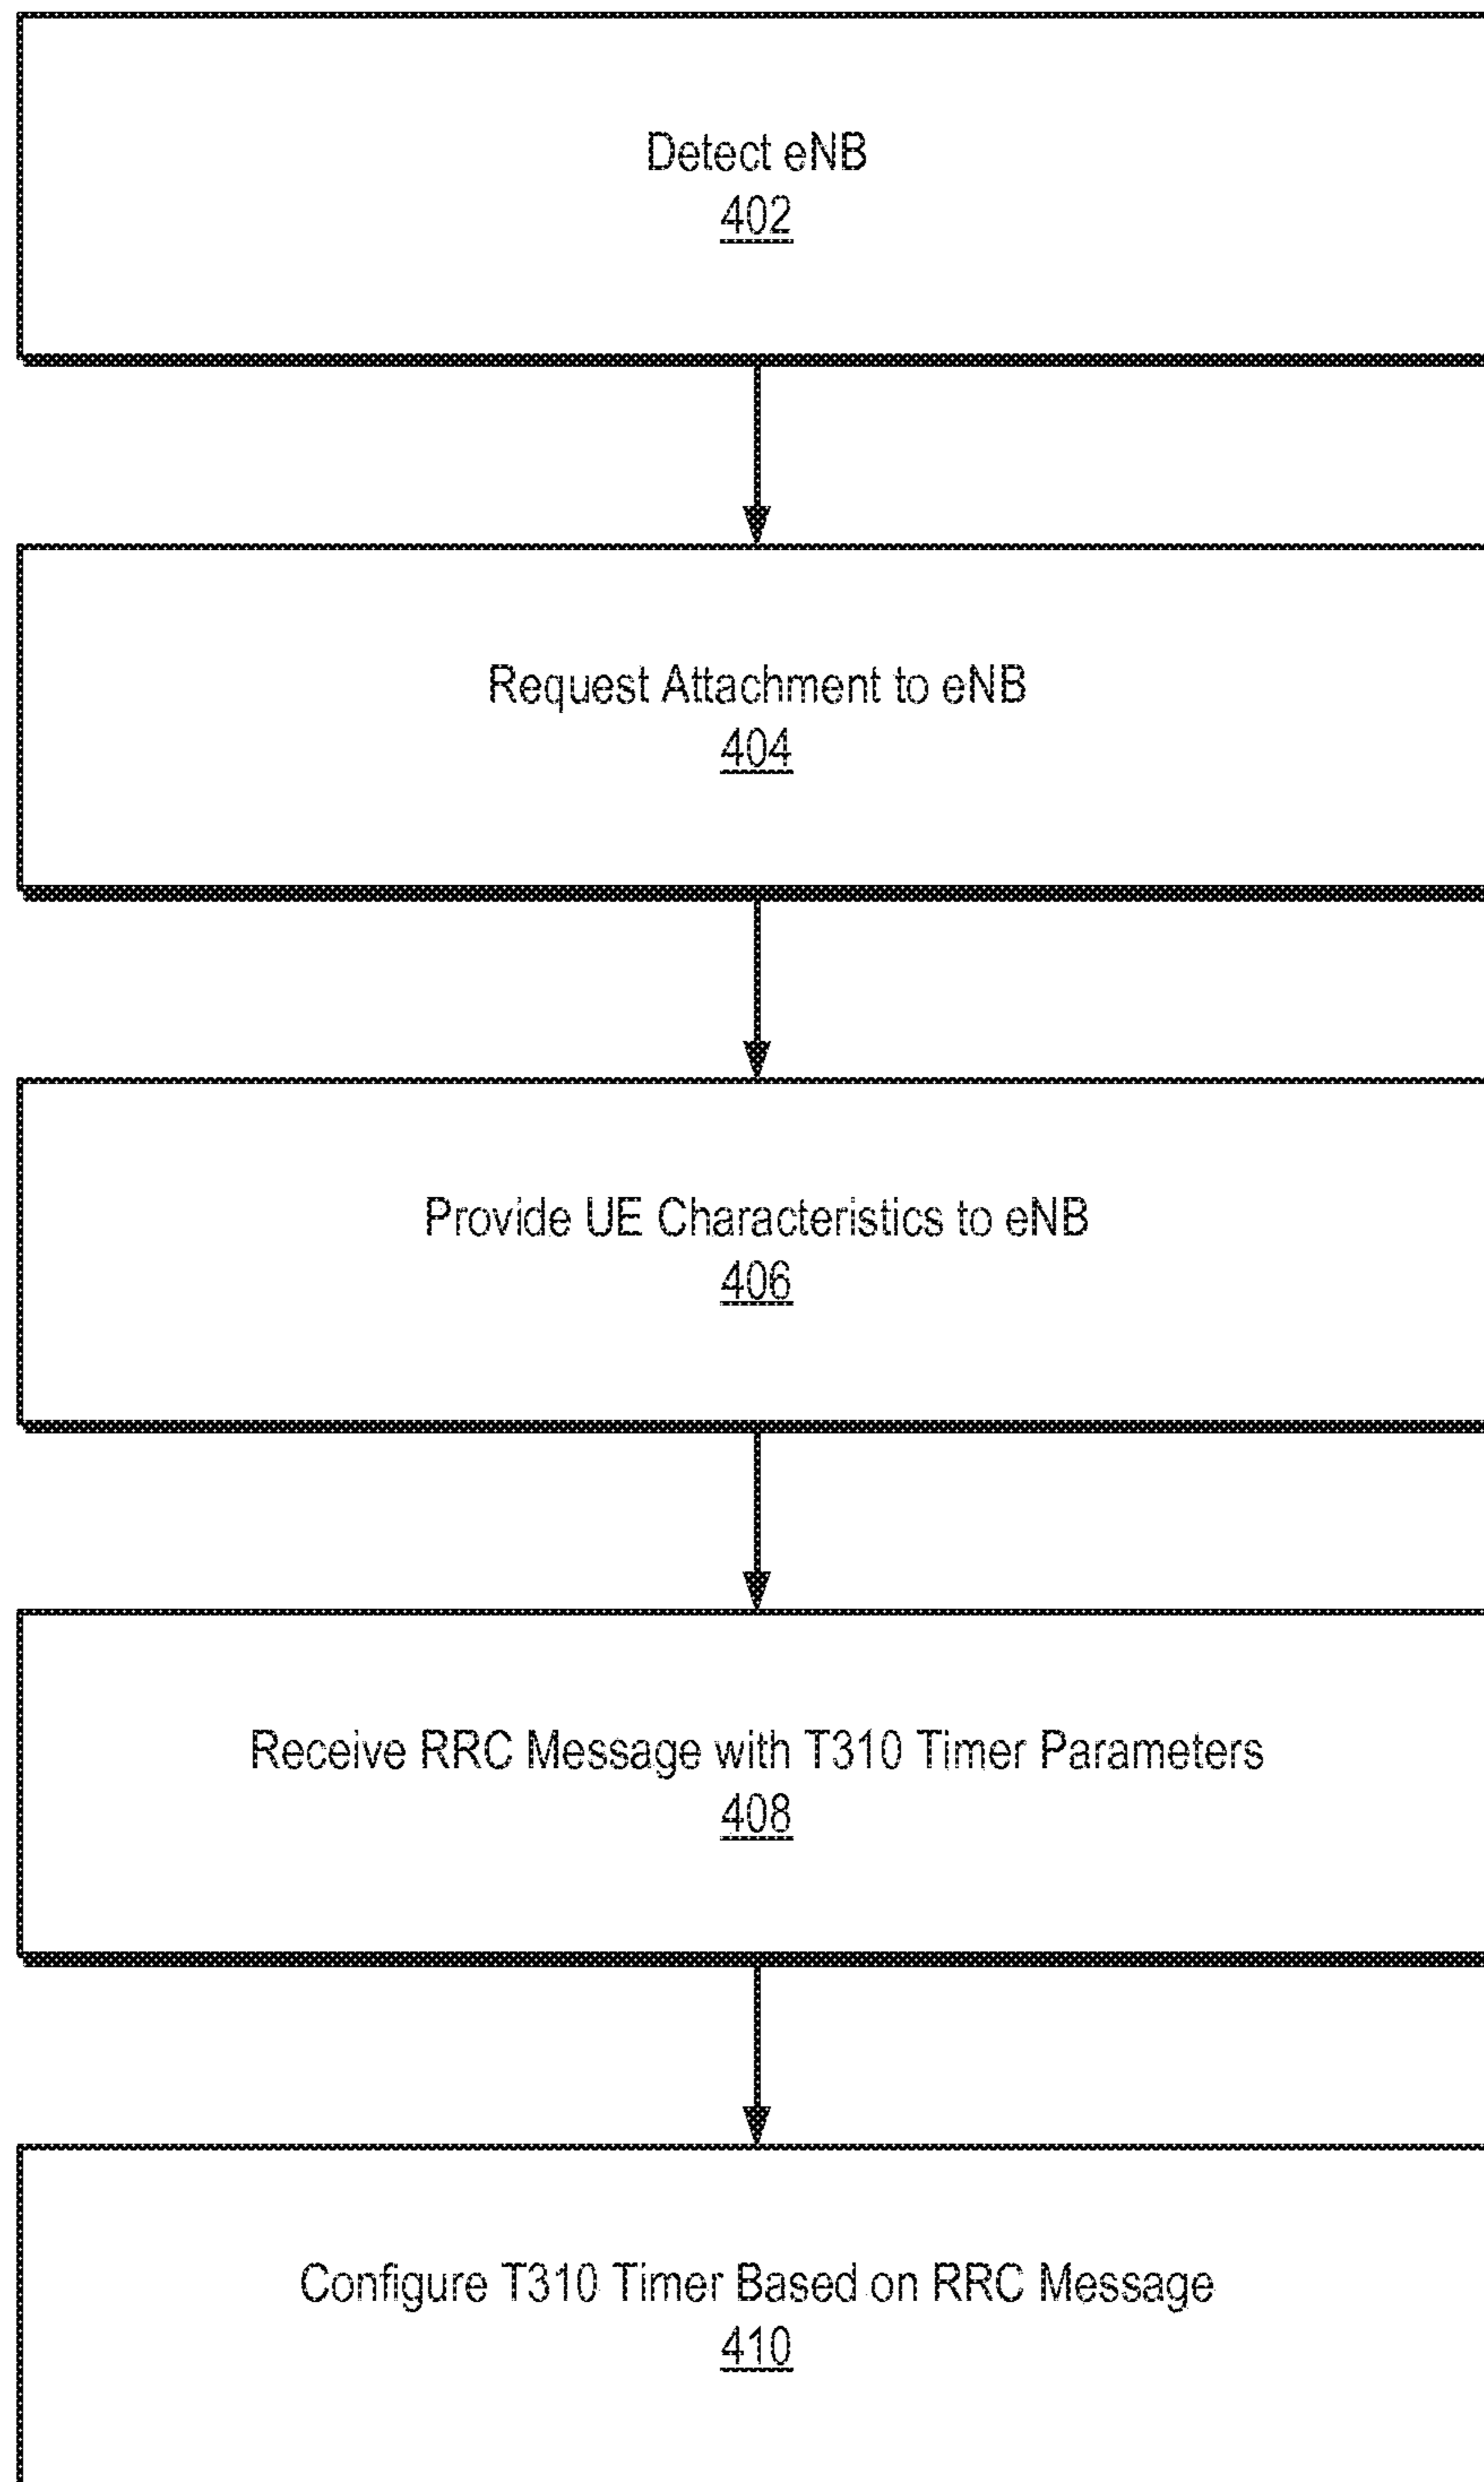 Detect eNB
402
Request Attachment to eNB
404
Provide UE Characteristics to eNB
406
Receive RRC Message with T310 Timer Parameters
408
Configure T310 Timer Based on RRC Message
410